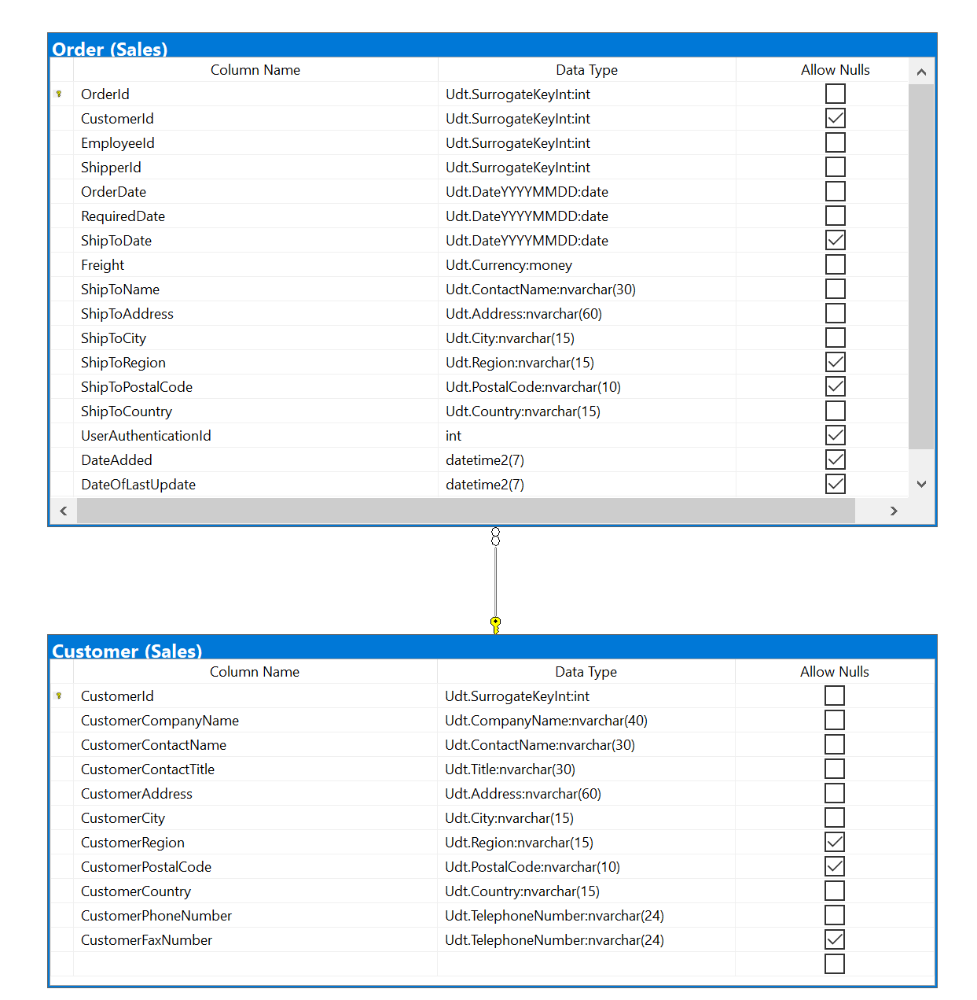 Order (Sales)
Column Name Data Type Allow Nulls
OrderId Udt.SurrogateKeyInt:int
CustomerId Udt.SurrogateKeyInt:int
EmployeeId Udt.SurrogateKeyInt:int
ShipperId Udt.SurrogateKeyInt:int
OrderDate Udt.DateYYYYMMDD:date
RequiredDate Udt.DateYYYYMMDD:date
ShipToDate Udt.DateYYYYMMDD:date
Freight Udt.Currency:money
ShipToName Udt.ContactName:nvarchar(30)
ShipToAddress Udt.Address:nvarchar(60)
ShipToCity Udt.City:nvarchar(15)
ShipToRegion Udt.Region:nvarchar(15)
ShipToPostalCode Udt.PostalCode:nvarchar(10)
ShipToCountry Udt.Country:nvarchar(15)
UserAuthenticationId int
DateAdded datetime2(7)
DateOfLastUpdate datetime2(7)
Customer (Sales)
Column Name Data Type Allow Nulls
CustomerId Udt.SurrogateKeyInt:int
CustomerCompanyName Udt.CompanyName:nvarchar(40)
CustomerContactName Udt.ContactName:nvarchar(30)
CustomerContactTitle Udt.Title:nvarchar(30)
CustomerAddress Udt.Address:nvarchar(60)
CustomerCity Udt.City:nvarchar(15)
CustomerRegion Udt.Region:nvarchar(15)
CustomerPostalCode Udt.PostalCode:nvarchar(10)
CustomerCountry Udt.Country:nvarchar(15)
CustomerPhoneNumber Udt.TelephoneNumber:nvarchar(24)
CustomerFaxNumber Udt.TelephoneNumber:nvarchar(24)